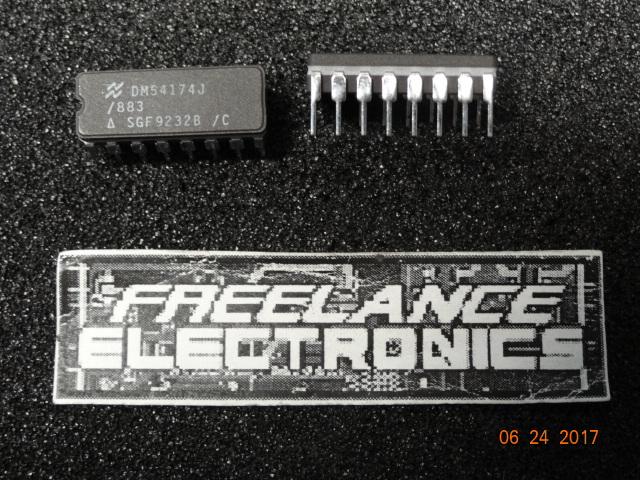 DM54174J
/883
Δ SGF9232B /C
FREELANCE
ELECTRONICS
06 24 2017